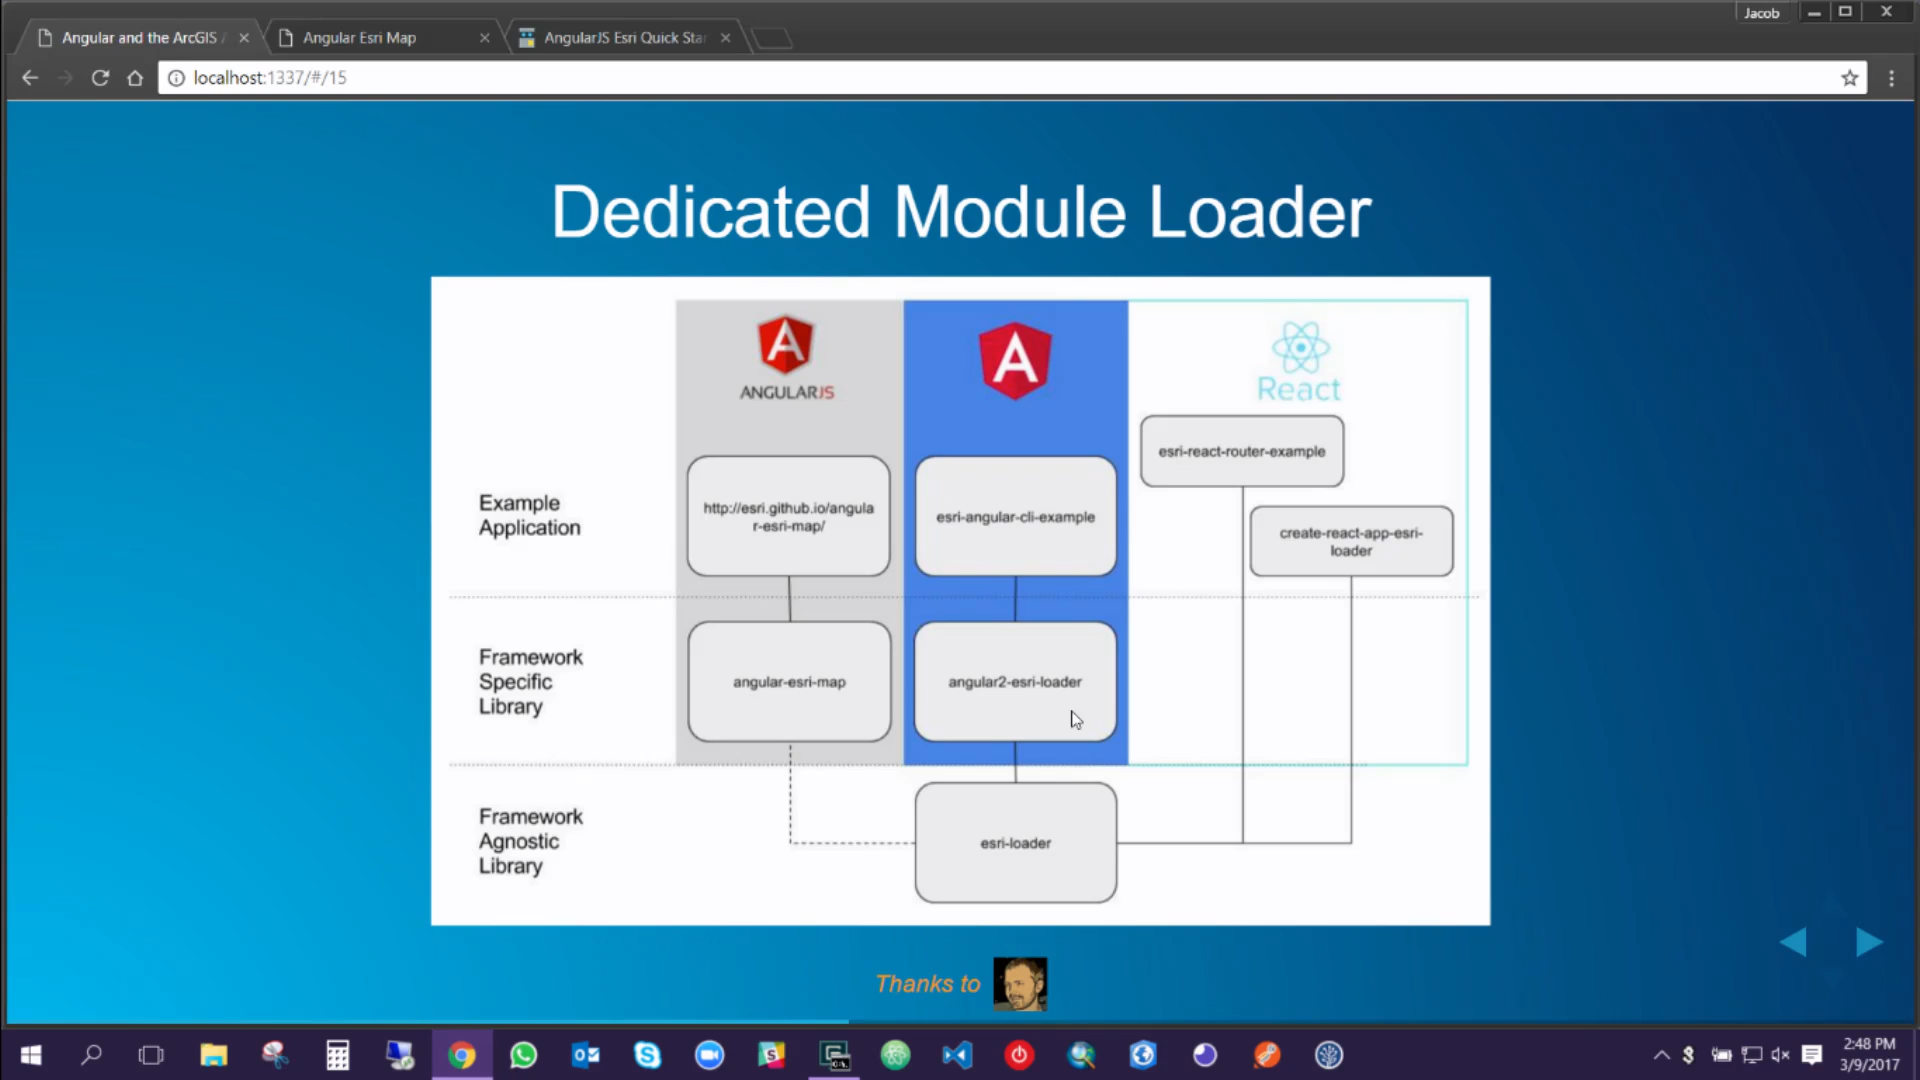 Jacob
Angular and the ArcGIS A
Angular Esri Map
AngularJS Esri Quick Star
localhost:1337/#/15
Dedicated Module Loader
ANGULARJS
React
Example
Application
http://esri.github.io/angula
r-esri-map/
esri-angular-cli-example
esri-react-router-example
create-react-app-esri-
loader
Framework
Specific
Library
angular-esri-map
angular2-esri-loader
Framework
Agnostic
Library
esri-loader
Thanks to
2:48 PM
3/9/2017